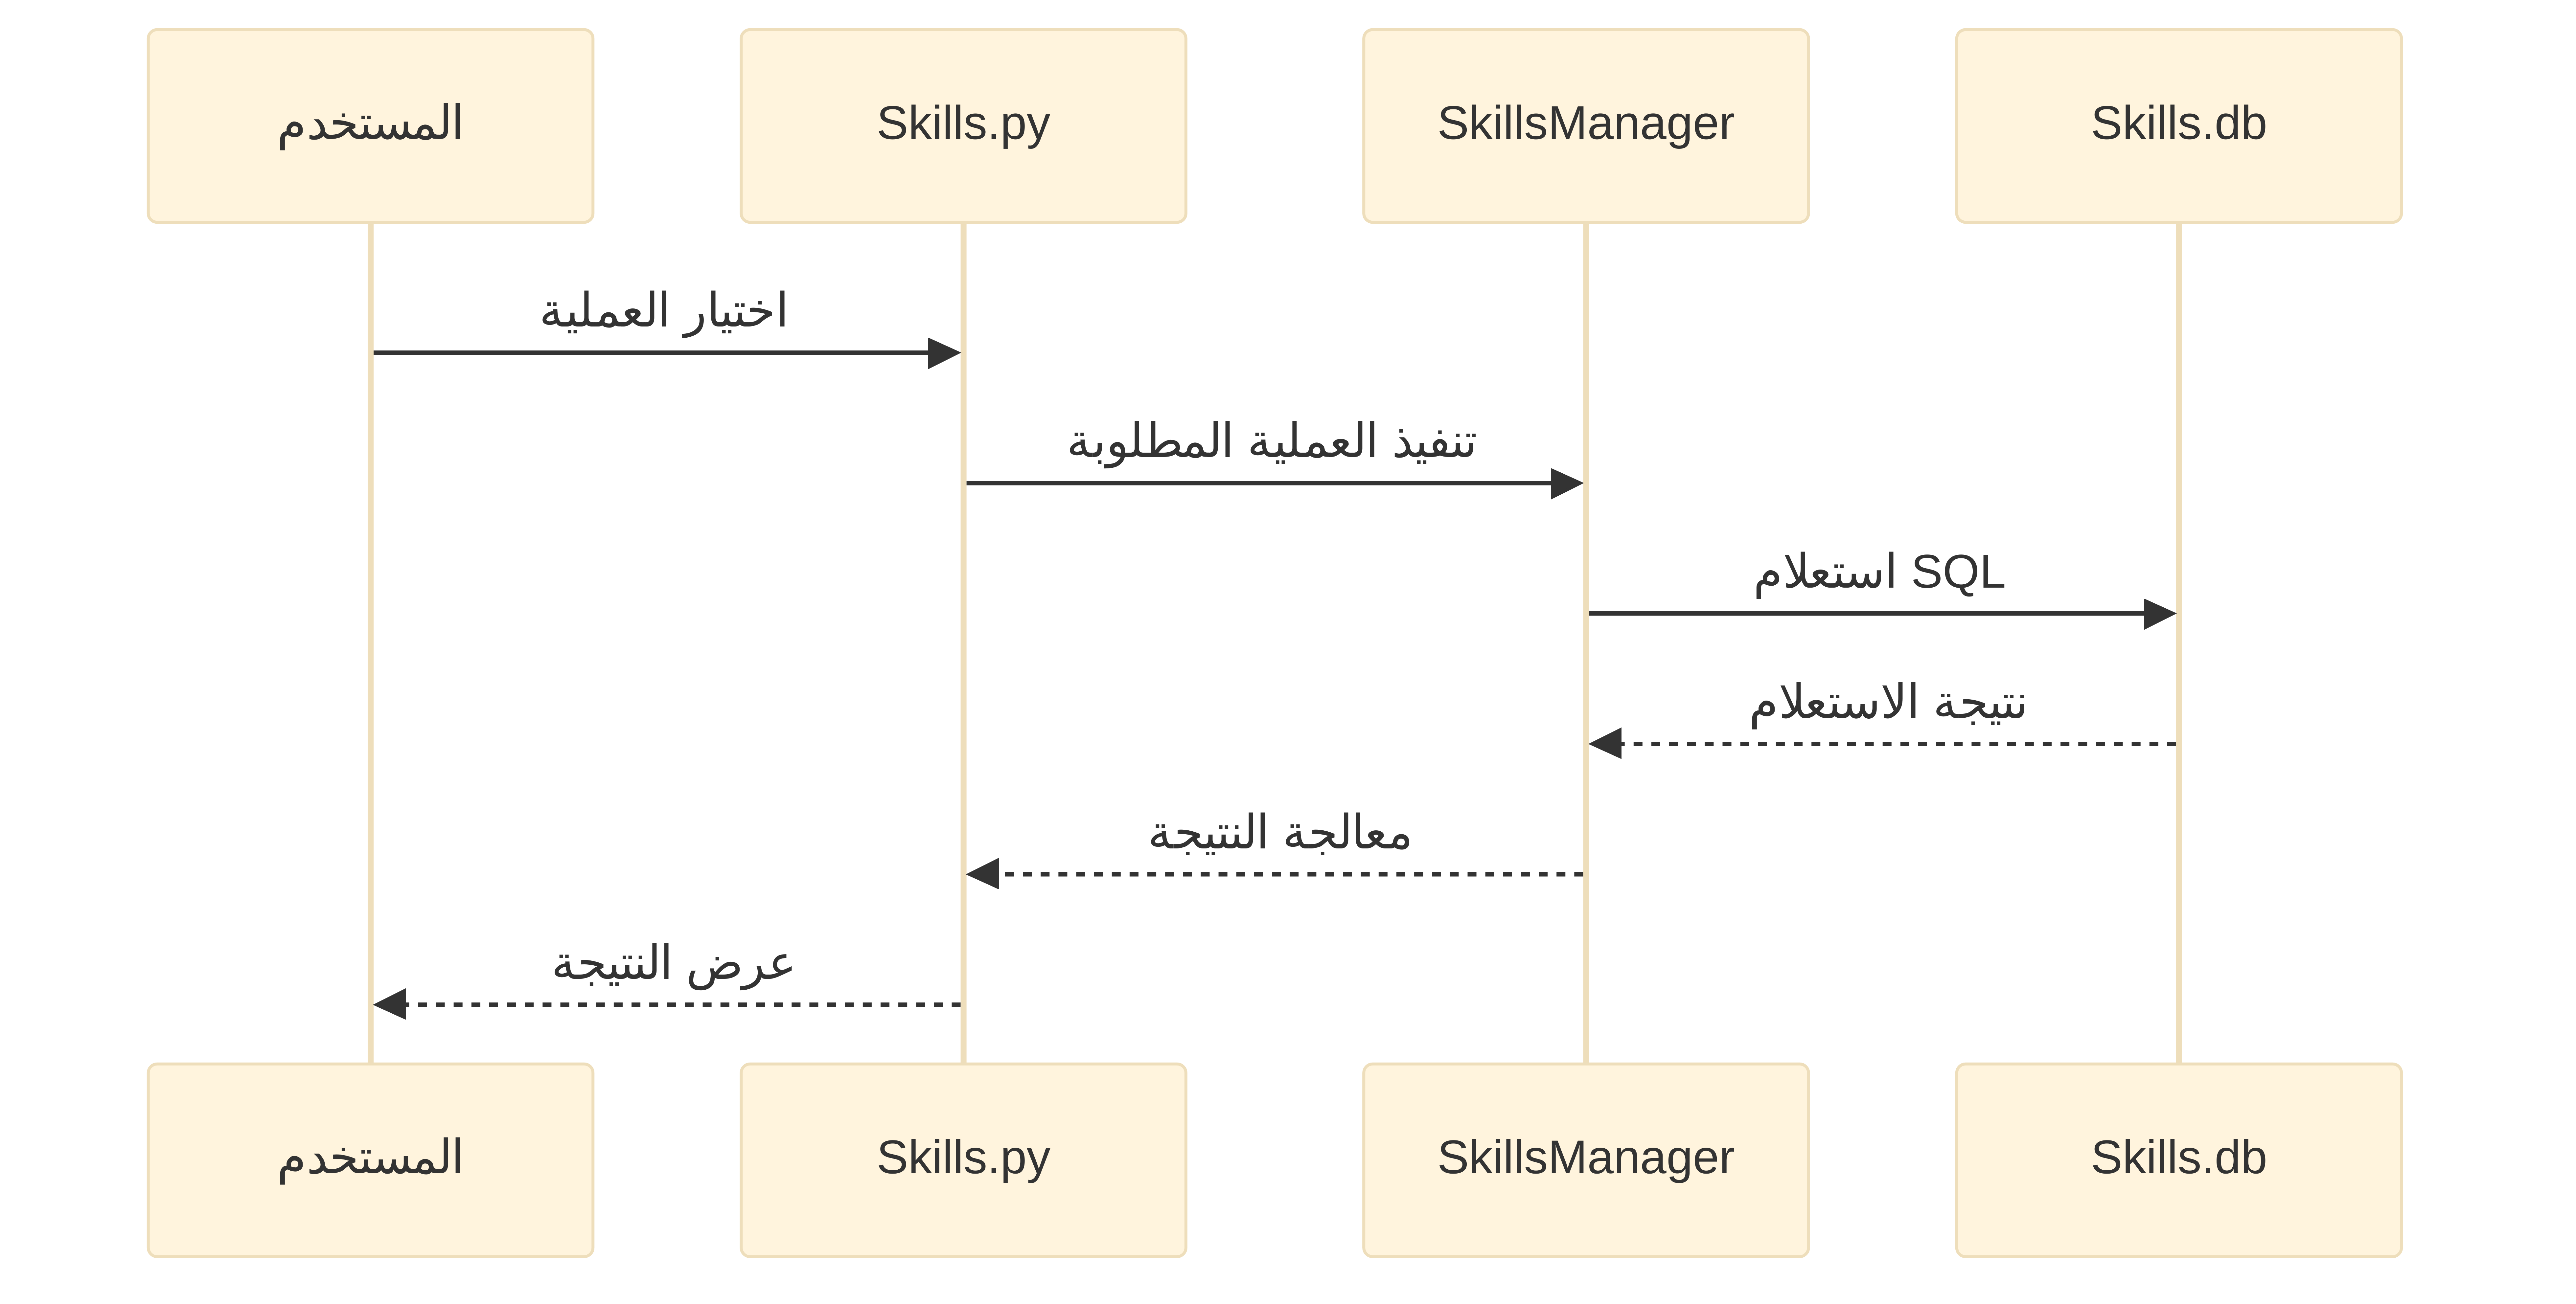 المستخدم
Skills.py
SkillsManager
Skills.db
اختيار العملية
تنفيذ العملية المطلوبة
استعلام SQL
نتيجة الاستعلام
معالجة النتيجة
عرض النتيجة
المستخدم
Skills.py
SkillsManager
Skills.db